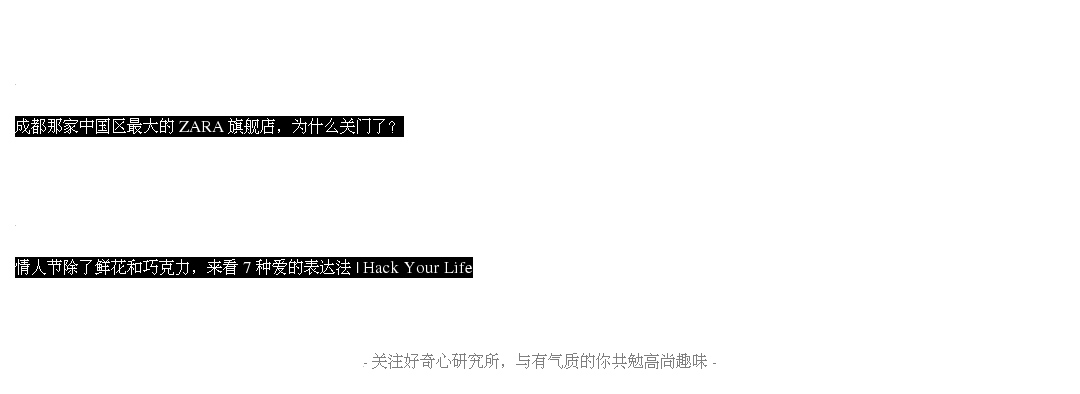 成都那家中国区最大的 ZARA 旗舰店，为什么关门了？
情人节除了鲜花和巧克力，来看 7 种爱的表达法 | Hack Your Life
- 关注好奇心研究所，与有气质的你共勉高尚趣味 -